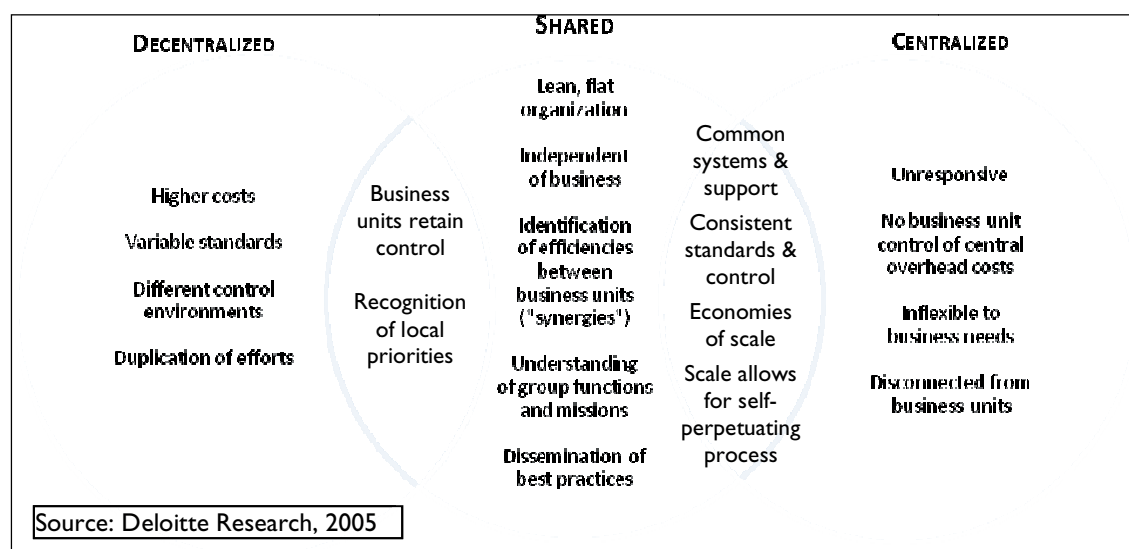 DECENTRALIZED
Higher costs
Variable standards
Different control
environments
Duplication of efforts
Business
units retain
control
Recognition
of local
priorities
SHARED
Lean, flat
organization
Independent
of business
Identification
of efficiencies
between
business units
("synergies")
Understanding
of group functions
and missions
Dissemination of
best practices
Common
systems &
support
Consistent
standards &
control
Economies
of scale
Scale allows
for self-
perpetuating
process
CENTRALIZED
Unresponsive
No business unit
control of central
overhead costs
Inflexible to
business needs
Disconnected from
business units
Source: Deloitte Research, 2005